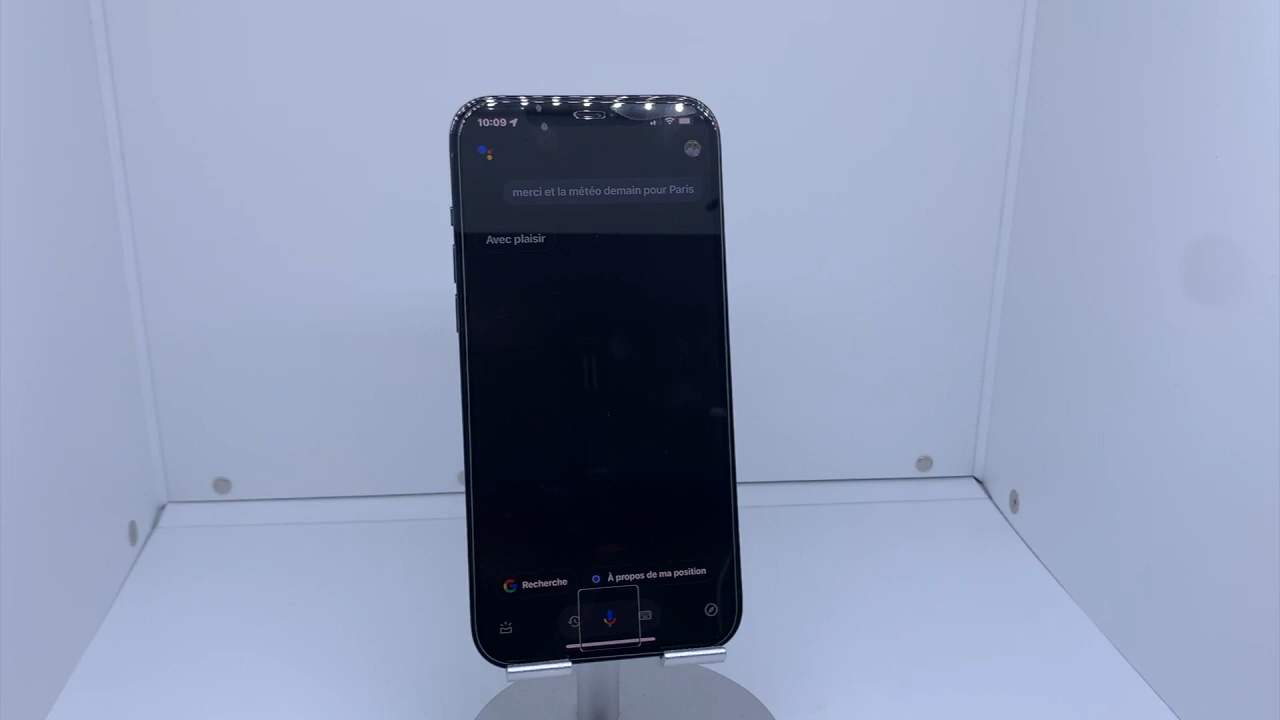 10:09
merci et la météo demain pour Paris
Avec plaisir
Recherche
À propos de ma position